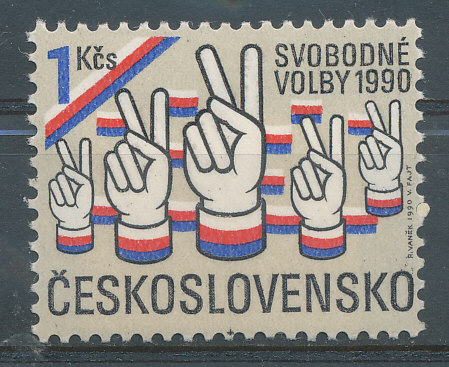 1 Kčs
SVOBODNÉ
VOLBY 1990
R. VANĚK 1990 V. FAJT
ČESKOSLOVENSKO